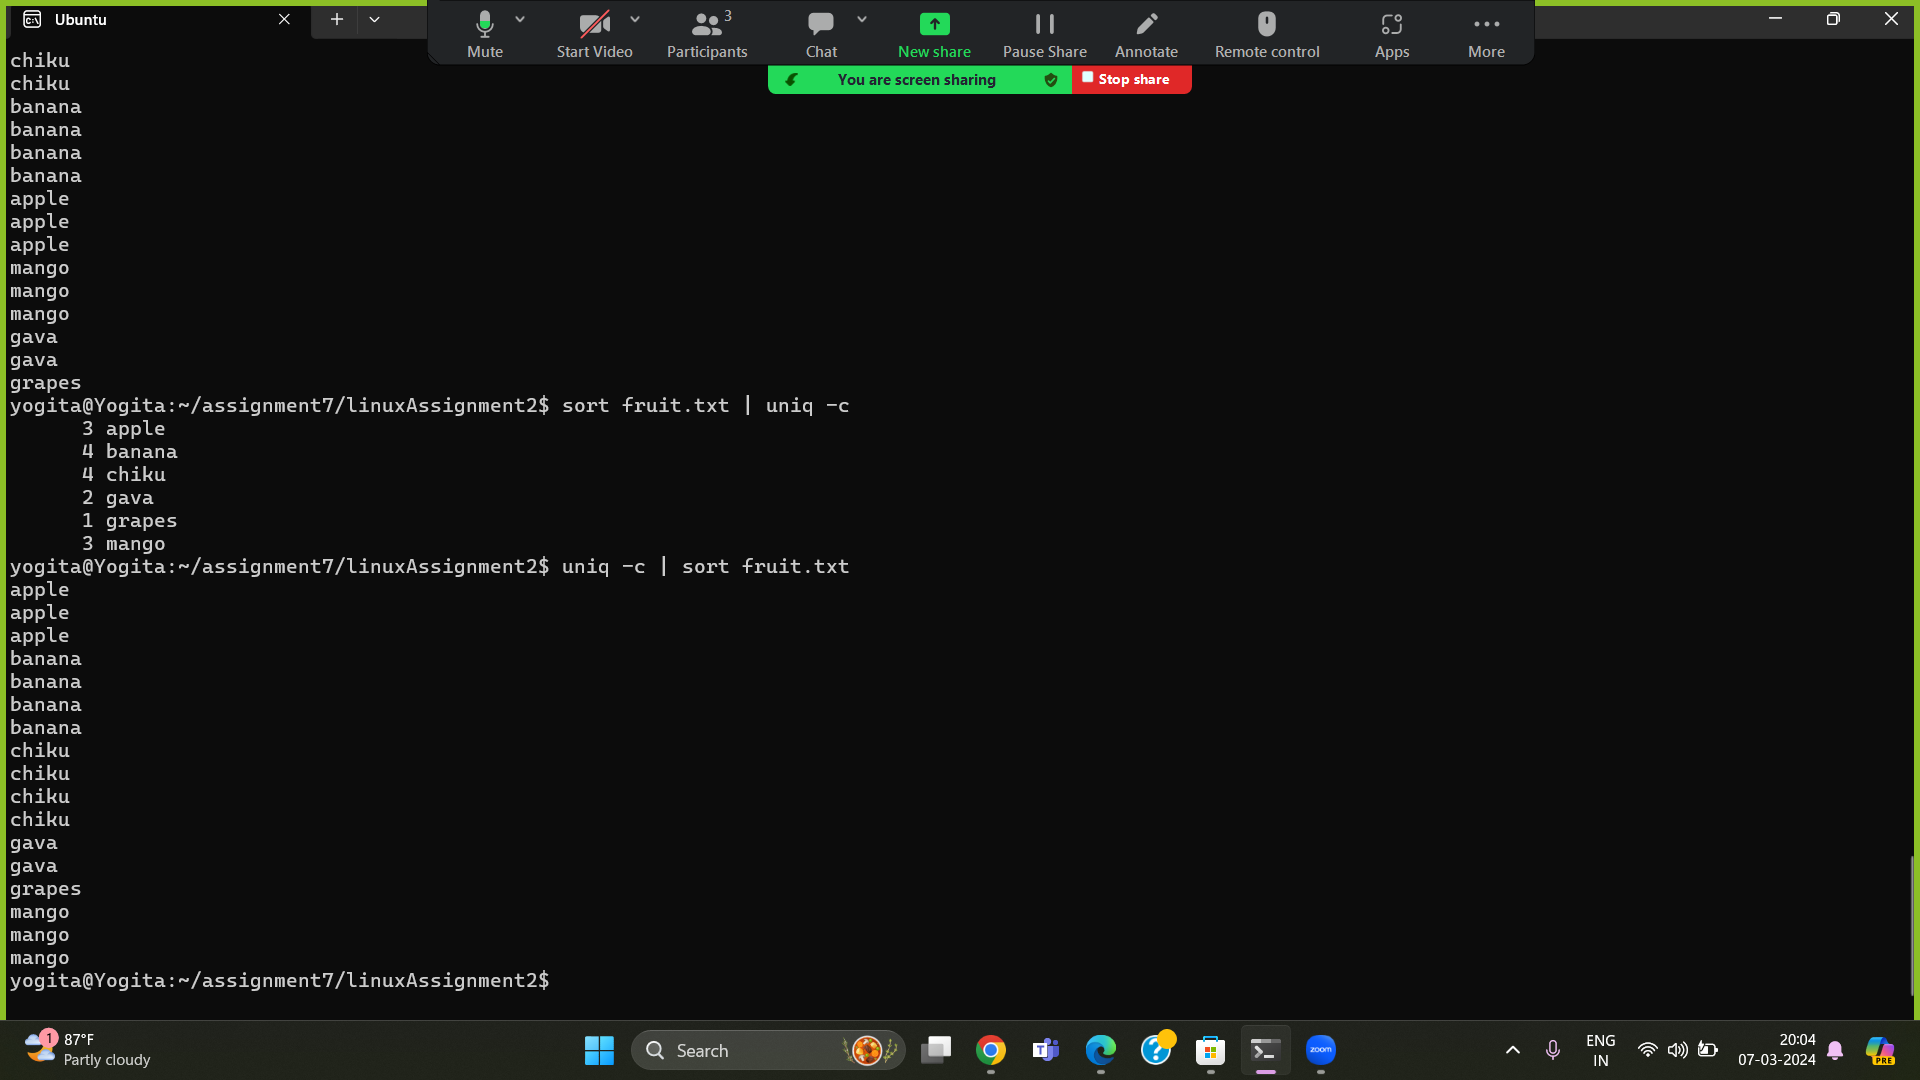 Ubuntu
Mute
Start Video
3
Participants
Chat
New share
Pause Share
Annotate
Remote control
Apps
More
You are screen sharing
Stop share
chiku
chiku
banana
banana
banana
banana
apple
apple
apple
mango
mango
mango
gava
gava
grapes
yogita@Yogita:~/assignment7/linuxAssignment2$ sort fruit.txt | uniq -c
3 apple
4 banana
4 chiku
2 gava
1 grapes
3 mango
yogita@Yogita:~/assignment7/linuxAssignment2$ uniq -c | sort fruit.txt
apple
apple
apple
banana
banana
banana
banana
chiku
chiku
chiku
chiku
gava
gava
grapes
mango
mango
mango
yogita@Yogita:~/assignment7/linuxAssignment2$
1
87°F
Partly cloudy
Search
zoom
ENG
IN
20:04
07-03-2024
PRE